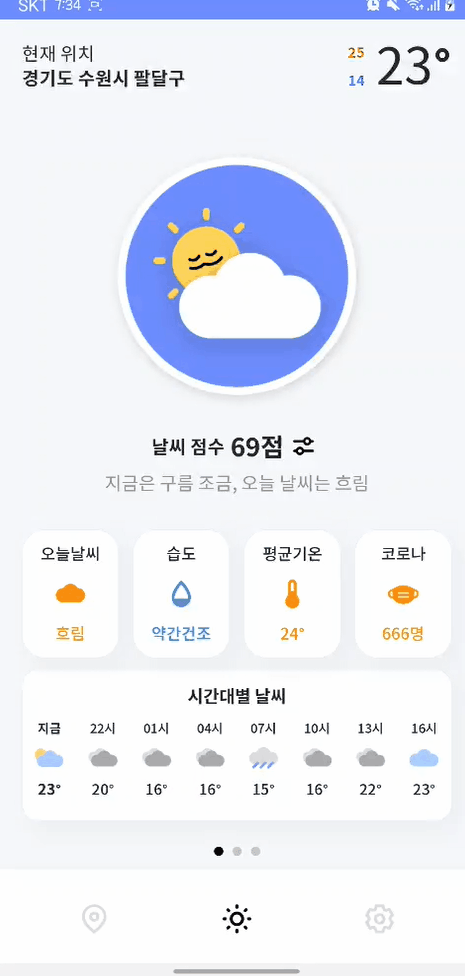 SKT 7:34
현재 위치
경기도 수원시 팔달구
25
14
23°
날씨 점수 69점
지금은 구름 조금, 오늘 날씨는 흐림
오늘날씨 습도 평균기온 코로나
흐림 약간건조 24° 666명
시간대별 날씨
지금 22시 01시 04시 07시 10시 13시 16시
23° 20° 16° 16° 15° 16° 22° 23°